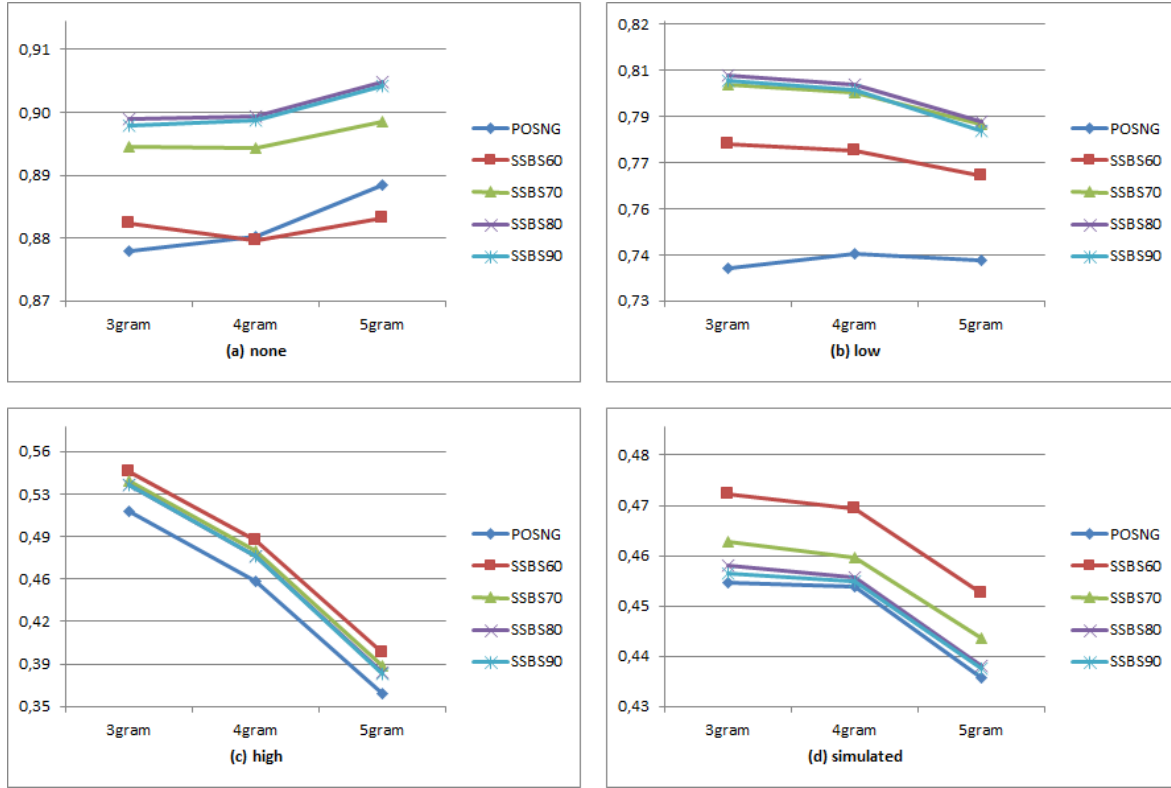 0,91
0,90
0,89
0,88
0,87
3gram 4gram 5gram
(a) none
POSNG
SSBS60
SSBS70
SSBS80
SSBS90
0,82
0,81
0,79
0,77
0,76
0,74
0,73
3gram 4gram 5gram
(b) low
POSNG
SSBS60
SSBS70
SSBS80
SSBS90
0,56
0,53
0,49
0,46
0,42
0,39
0,35
3gram 4gram 5gram
(c) high
POSNG
SSBS60
SSBS70
SSBS80
SSBS90
0,48
0,47
0,46
0,45
0,44
0,43
3gram 4gram 5gram
(d) simulated
POSNG
SSBS60
SSBS70
SSBS80
SSBS90